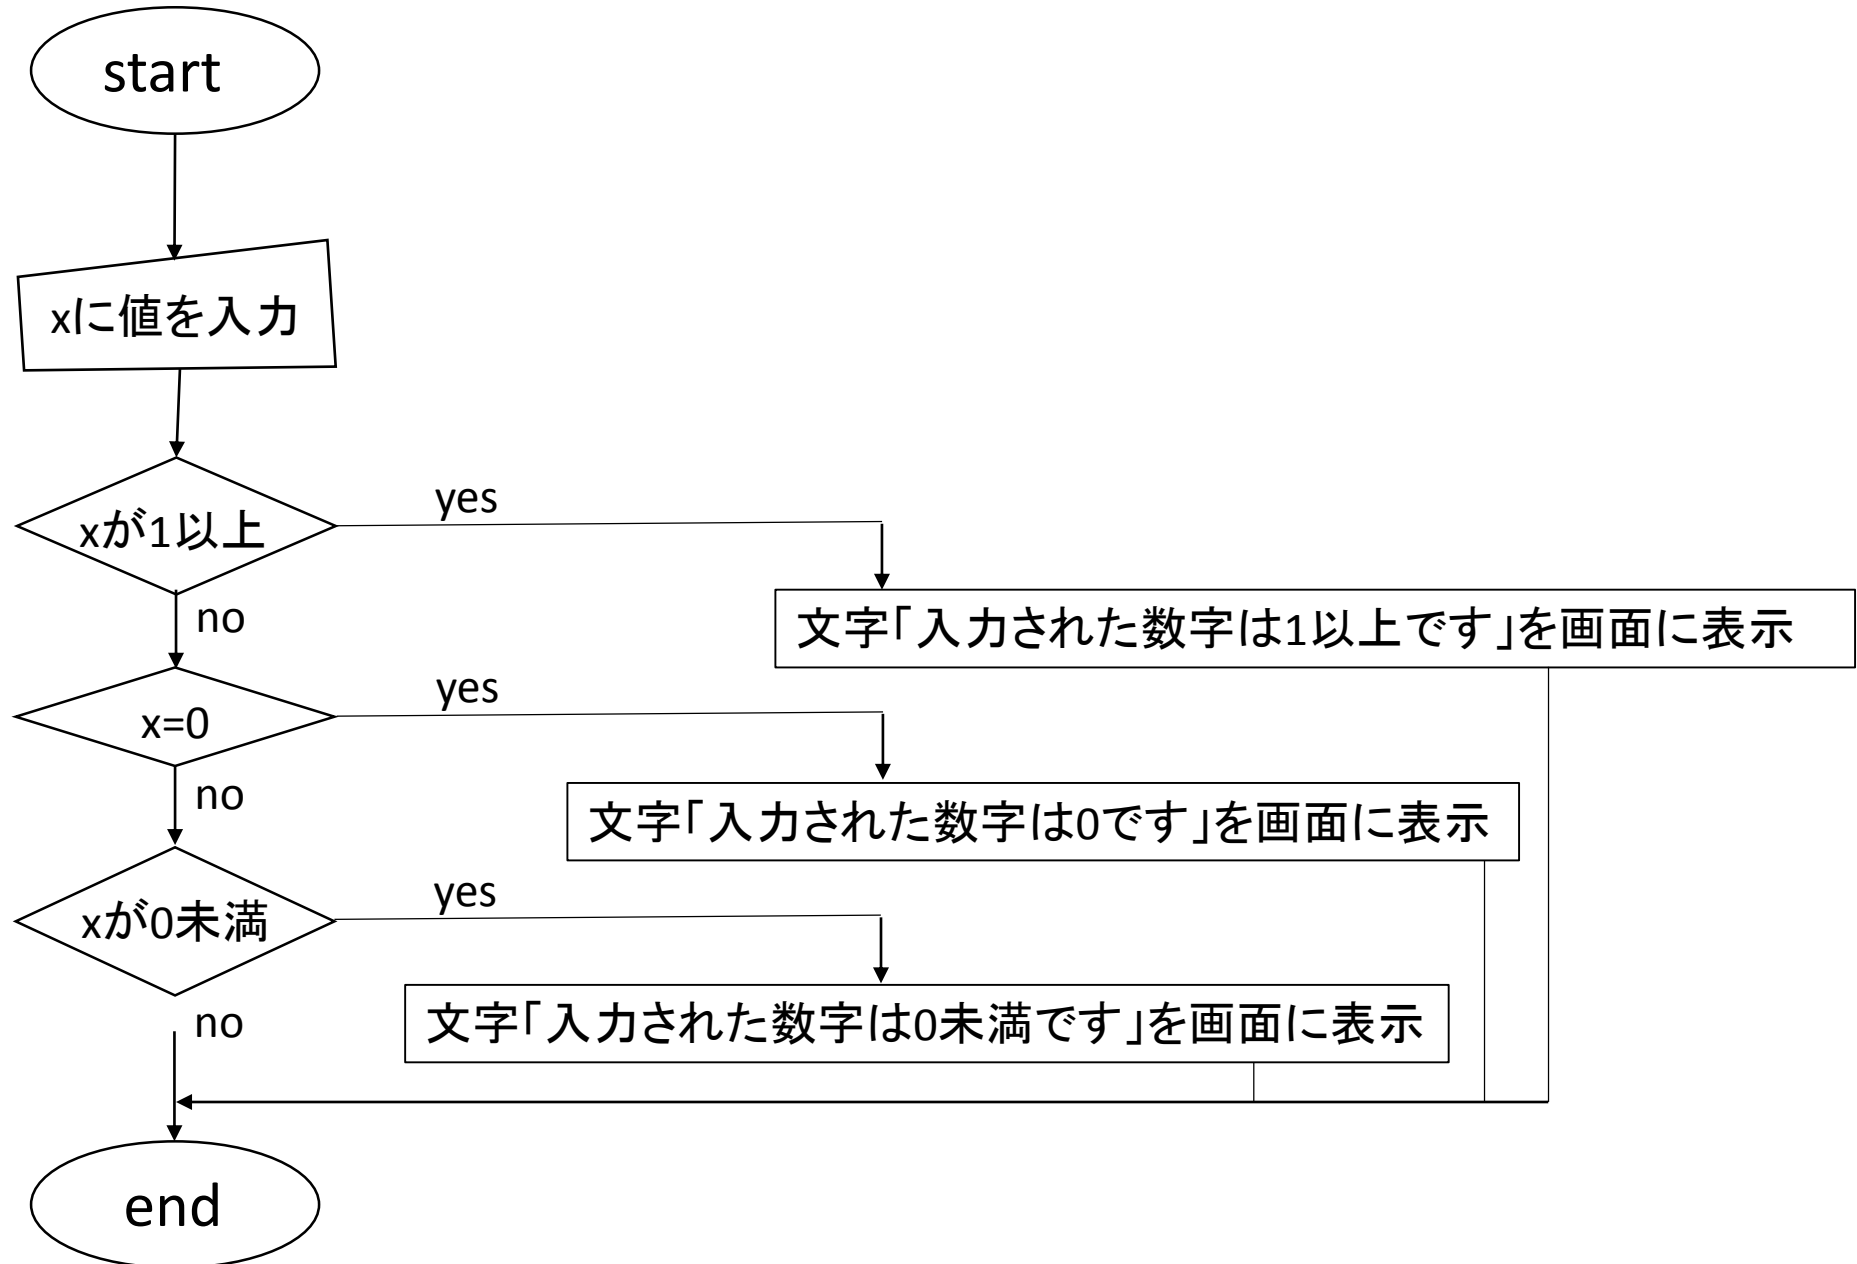 start
xに値を入力
xが1以上
yes
文字「入力された数字は1以上です」を画面に表示
no
x=0
yes
文字「入力された数字は0です」を画面に表示
no
xが0未満
yes
文字「入力された数字は0未満です」を画面に表示
no
end